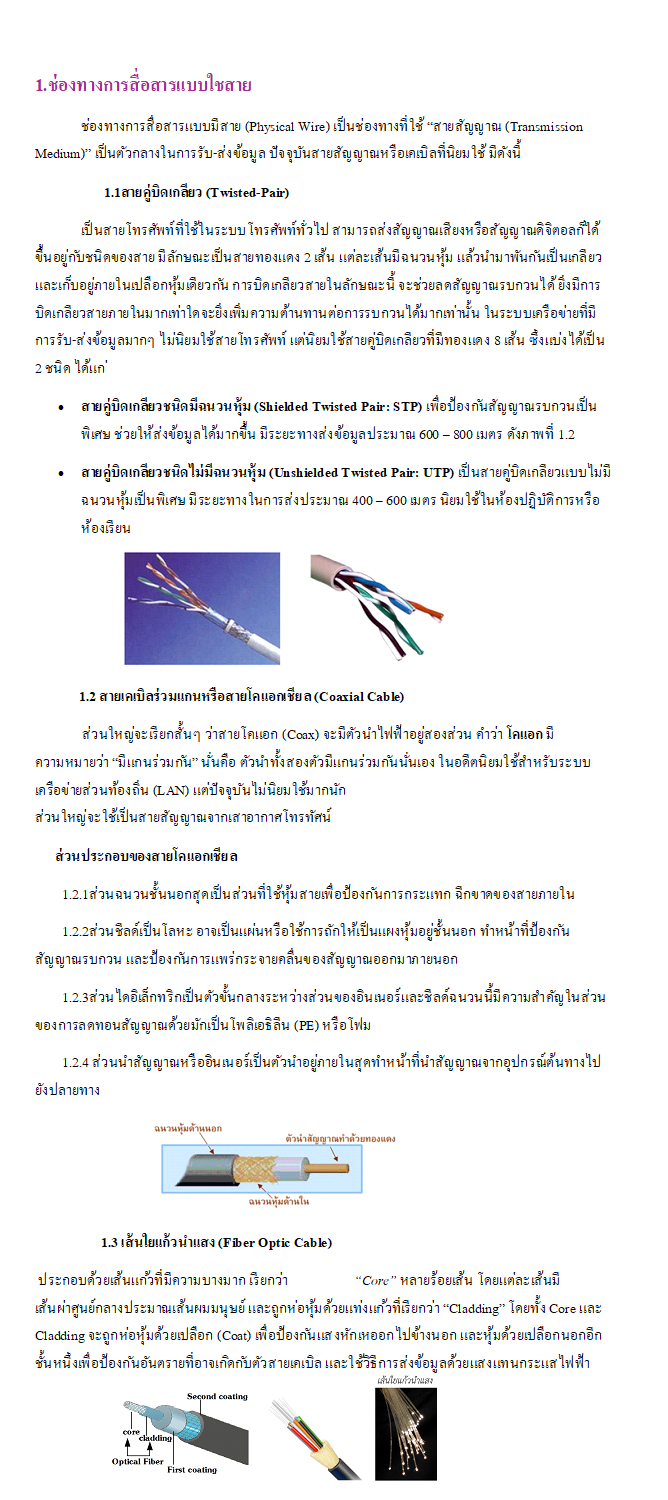 1.ช่องทางการสื่อสารแบบใชสาย
ช่องทางการสื่อสารแบบมีสาย (Physical Wire) เป็นช่องทางที่ใช้ “สายสัญญาณ (Transmission
Medium)” เป็นตัวกลางในการรับ-ส่งข้อมูล ปัจจุบันสายสัญญาณหรือเคเบิลที่นิยมใช้ มีดังนี้
1.1สายคู่บิดเกลียว (Twisted-Pair)
เป็นสายโทรศัพท์ที่ใช้ในระบบโทรศัพท์ทั่วไป สามารถส่งสัญญาณเสียงหรือสัญญาณดิจิตอลก็ได้
ขึ้นอยู่กับชนิดของสาย มีลักษณะเป็นสายทองแดง 2 เส้น แต่ละเส้นมีฉนวนหุ้ม แล้วนำมาพันกันเป็นเกลียว
และเก็บอยู่ภายในเปลือกหุ้มเดียวกัน การบิดเกลียวสายในลักษณะนี้ จะช่วยลดสัญญาณรบกวนได้ ยิ่งมีการ
บิดเกลียวสายภายในมากเท่าใดจะยิ่งเพิ่มความต้านทานต่อการรบกวนได้มากเท่านั้น ในระบบเครือข่ายที่มี
การรับ-ส่งข้อมูลมากๆ ไม่นิยมใช้สายโทรศัพท์ แต่นิยมใช้สายคู่บิดเกลียวที่มีทองแดง 8 เส้น ซึ่งแบ่งได้เป็น
2 ชนิด ได้แก่
• สายคู่บิดเกลียวชนิดมีฉนวนหุ้ม (Shielded Twisted Pair: STP) เพื่อป้องกันสัญญาณรบกวนเป็น
พิเศษ ช่วยให้ส่งข้อมูลได้มากขึ้น มีระยะทางส่งข้อมูลประมาณ 600 – 800 เมตร ดังภาพที่ 1.2
• สายคู่บิดเกลียวชนิดไม่มีฉนวนหุ้ม (Unshielded Twisted Pair: UTP) เป็นสายคู่บิดเกลียวแบบไม่มี
ฉนวนหุ้มเป็นพิเศษ มีระยะทางในการส่งประมาณ 400 – 600 เมตร นิยมใช้ในห้องปฏิบัติการหรือ
ห้องเรียน
1.2 สายเคเบิลร่วมแกนหรือสายโคแอกเชียล (Coaxial Cable)
ส่วนใหญ่จะเรียกสั้นๆ ว่าสายโคแอก (Coax) จะมีตัวนำไฟฟ้าอยู่สองส่วน คำว่า โคแอก มี
ความหมายว่า “มีแกนร่วมกัน” นั่นคือ ตัวนำทั้งสองตัวมีแกนร่วมกันนั่นเอง ในอดีตนิยมใช้สำหรับระบบ
เครือข่ายส่วนท้องถิ่น (LAN) แต่ปัจจุบันไม่นิยมใช้มากนัก
ส่วนใหญ่จะใช้เป็นสายสัญญาณจากเสาอากาศโทรทัศน์
ส่วนประกอบของสายโคแอกเชียล
1.2.1ส่วนฉนวนชั้นนอกสุดเป็นส่วนที่ใช้หุ้มสายเพื่อป้องกันการกระแทก ฉีกขาดของสายภายใน
1.2.2ส่วนชีลด์เป็นโลหะ อาจเป็นแผ่นหรือใช้การถักให้เป็นแผงหุ้มอยู่ชั้นนอก ทำหน้าที่ป้องกัน
สัญญาณรบกวน และป้องกันการแพร่กระจายคลื่นของสัญญาณออกมาภายนอก
1.2.3ส่วนไดอิเล็กทริกเป็นตัวขั้นกลางระหว่างส่วนของอินเนอร์และชีลด์ฉนวนนี้มีความสำคัญในส่วน
ของการลดทอนสัญญาณด้วยมักเป็นโพลิเอธิลีน (PE) หรือโฟม
1.2.4 ส่วนนำสัญญาณหรืออินเนอร์เป็นตัวนำอยู่ภายในสุดทำหน้าที่นำสัญญาณจากอุปกรณ์ต้นทางไป
ยังปลายทาง
ฉนวนหุ้มด้านนอก
ตัวนำสัญญาณทำด้วยทองแดง
ฉนวนหุ้มด้านใน
1.3 เส้นใยแก้วนำแสง (Fiber Optic Cable)
ประกอบด้วยเส้นแก้วที่มีความบางมาก เรียกว่า “Core” หลายร้อยเส้น โดยแต่ละเส้นมี
เส้นผ่าศูนย์กลางประมาณเส้นผมมนุษย์ และถูกห่อหุ้มด้วยแท่งแก้วที่เรียกว่า “Cladding” โดยทั้ง Core และ
Cladding จะถูกห่อหุ้มด้วยเปลือก (Coat) เพื่อป้องกันแสงหักเหออกไปข้างนอก และหุ้มด้วยเปลือกนอกอีก
ชั้นหนึ่งเพื่อป้องกันอันตรายที่อาจเกิดกับตัวสายเคเบิล และใช้วิธีการส่งข้อมูลด้วยแสงแทนกระแสไฟฟ้า
เส้นใยแก้วนำแสง
Second coating
core
cladding
Optical Fiber
First coating